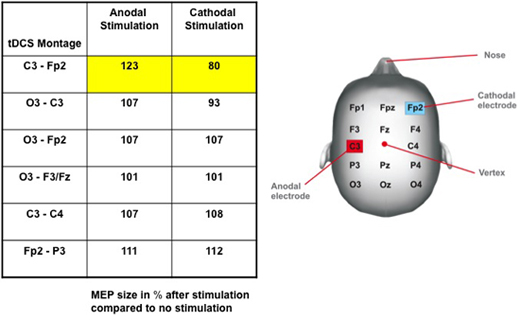 tDCS Montage Anodal Stimulation Cathodal Stimulation
C3 - Fp2 123 80
O3 - C3 107 93
O3 - Fp2 107 107
O3 - F3/Fz 101 101
C3 - C4 107 108
Fp2 - P3 111 112
MEP size in % after stimulation
compared to no stimulation
Nose
Cathodal
electrode
Fp1 Fpz Fp2
F3 Fz F4
C3 C4
P3 Pz P4
O3 Oz O4
Vertex
Anodal
electrode